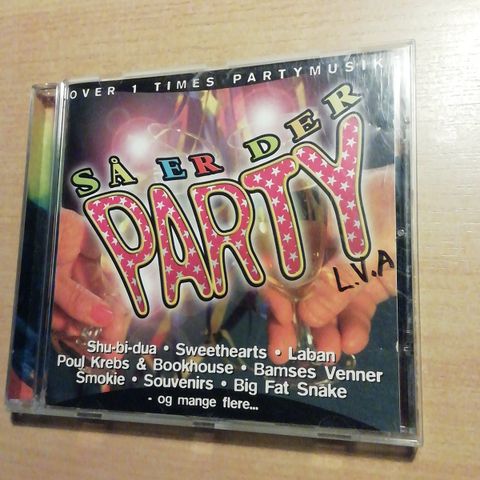 OVER 1 TIMES PARTYMUSIK
SÅ ER DER
PARTY
L.V.A
Shu-bi-dua • Sweethearts • Laban
Poul Krebs & Bookhouse • Bamses Venner
Smokie • Souvenirs • Big Fat Snake
- og mange flere...